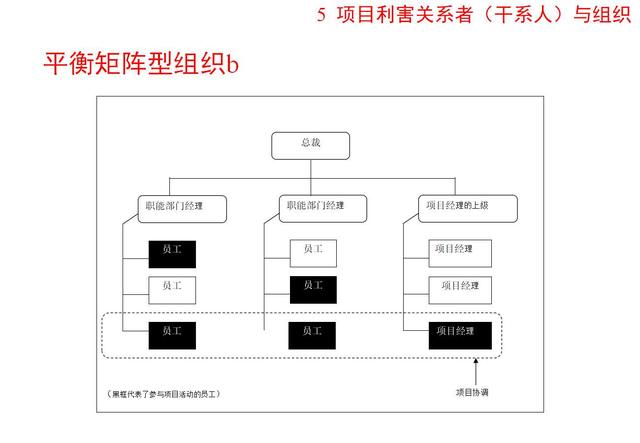 5 项目利害关系者（干系人）与组织
平衡矩阵型组织b
总裁
职能部门经理 职能部门经理 项目经理的上级
员工 员工 项目经理
员工 员工 项目经理
员工 员工 项目经理
（黑框代表了参与项目活动的员工） 项目协调